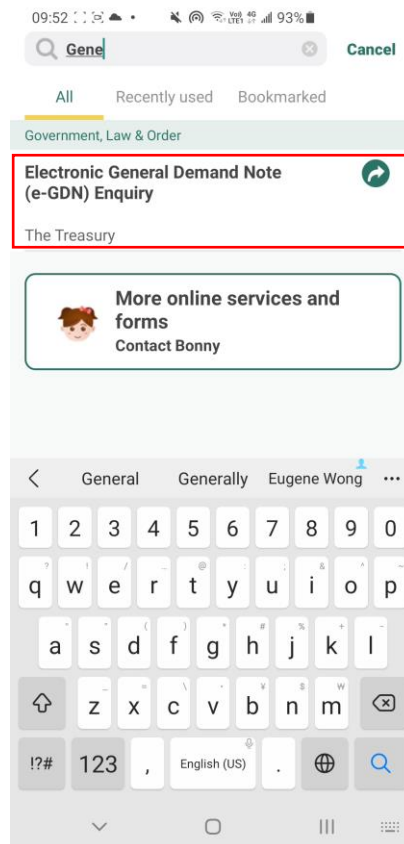 09:52 93%
Gene Cancel
All Recently used Bookmarked
Government, Law & Order
Electronic General Demand Note
(e-GDN) Enquiry
The Treasury
More online services and
forms
Contact Bonny
General Generally Eugene Wong
1 2 3 4 5 6 7 8 9 0
q w e r t y u i o p
a s d f g h j k l
z x c v b n m
!?# 123 , English (US) .